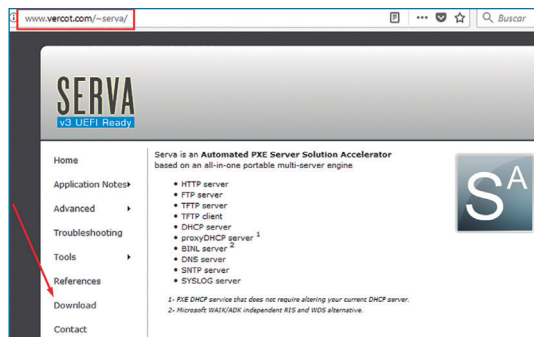 www.vercot.com/~serva/
Buscar
SERVA
v3 UEFI Ready
Home
Application Notes
Advanced
Troubleshooting
Tools
References
Download
Contact
Serva is an Automated PXE Server Solution Accelerator
based on an all-in-one portable multi-server engine
• HTTP server
• FTP server
• TFTP server
• TFTP client
• DHCP server
• proxyDHCP server 1
• BINL server 2
• DNS server
• SNTP server
• SYSLOG server
1- PXE DHCP service that does not require altering your current DHCP server.
2- Microsoft WAIK/ADK independent RIS and WDS alternative.
SA